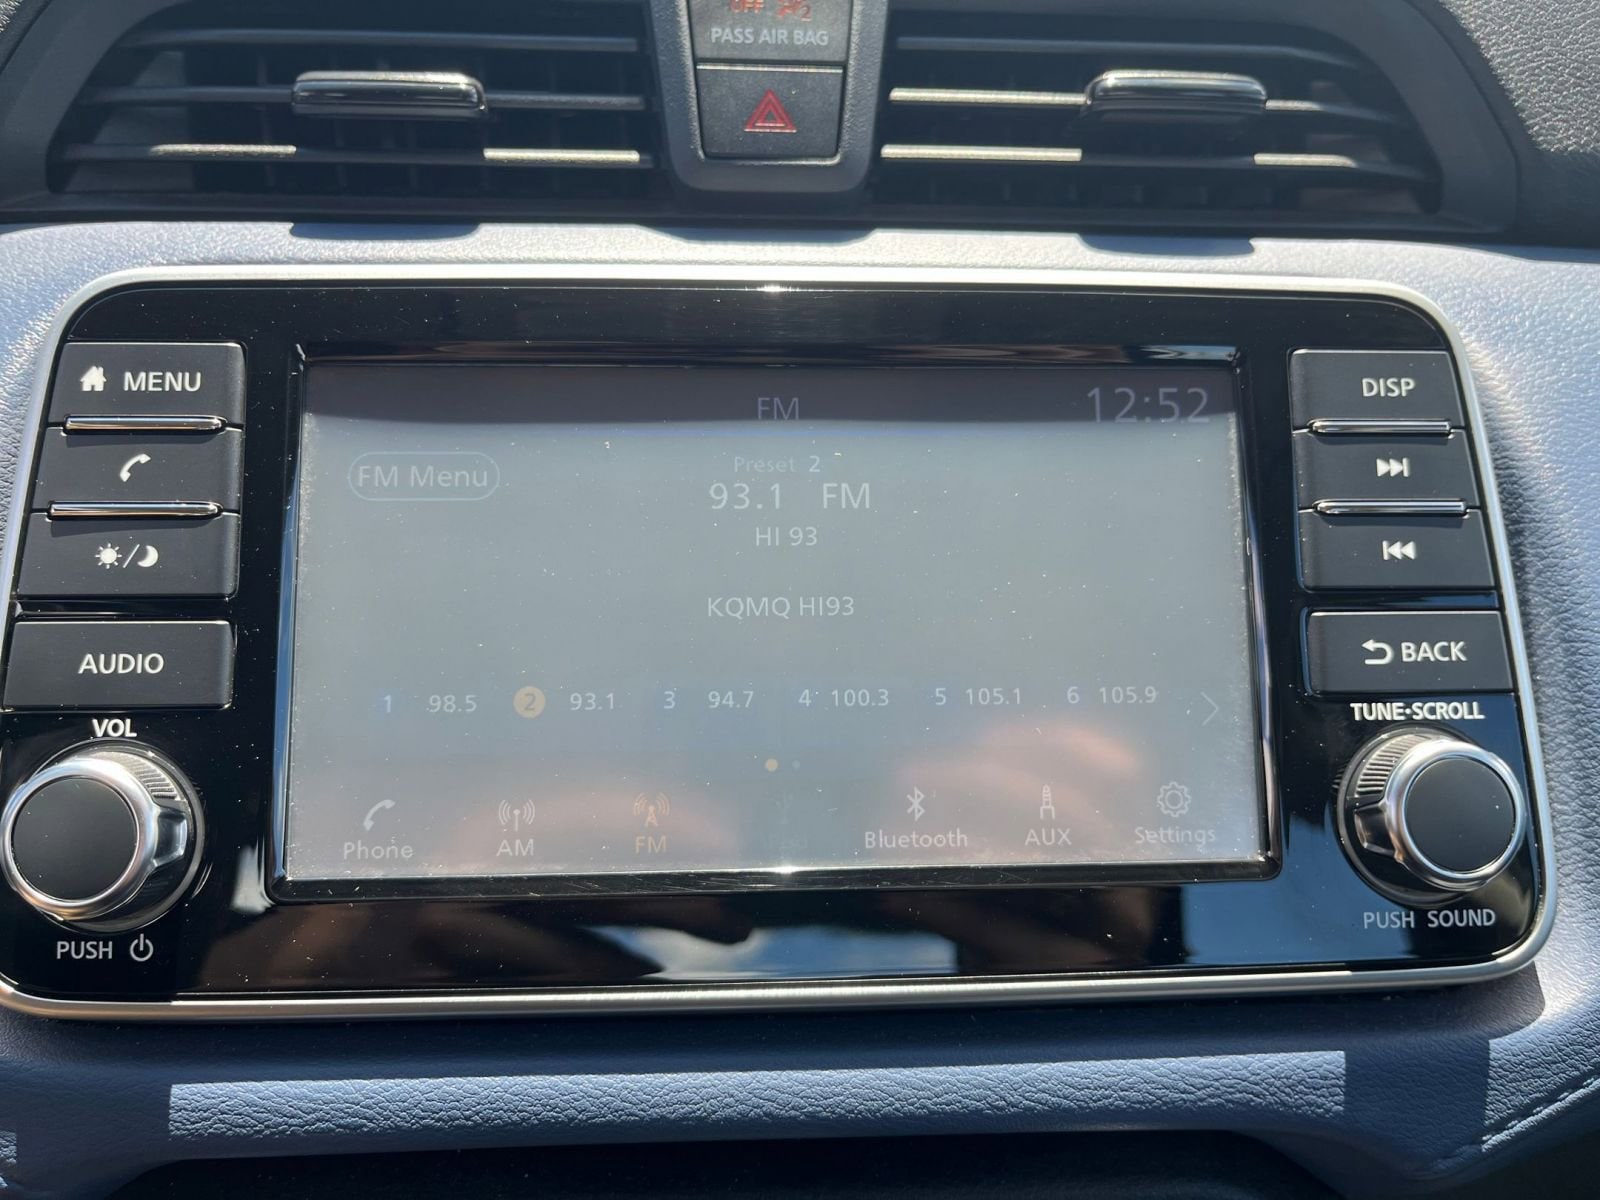 OFF 2
PASS AIR BAG
MENU
DISP
FM 12:52
FM Menu
Preset 2
93.1 FM
HI 93
KQMQ HI93
AUDIO
BACK
1 98.5 2 93.1 3 94.7 4 100.3 5 105.1 6 105.9
VOL
TUNE·SCROLL
Phone AM FM Bluetooth AUX Settings
PUSH
PUSH SOUND